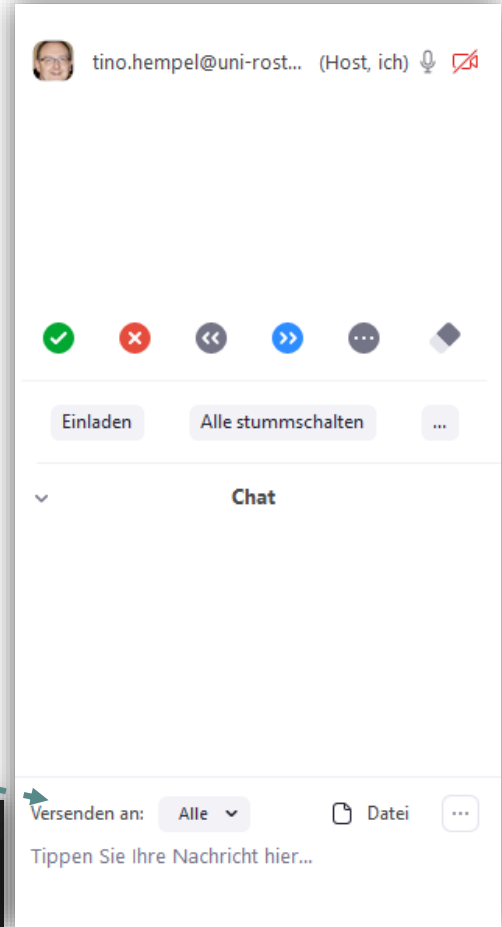 tino.hempel@uni-rost... (Host, ich)
Einladen Alle stummschalten ...
Chat
Versenden an: Alle Datei ...
Tippen Sie Ihre Nachricht hier...